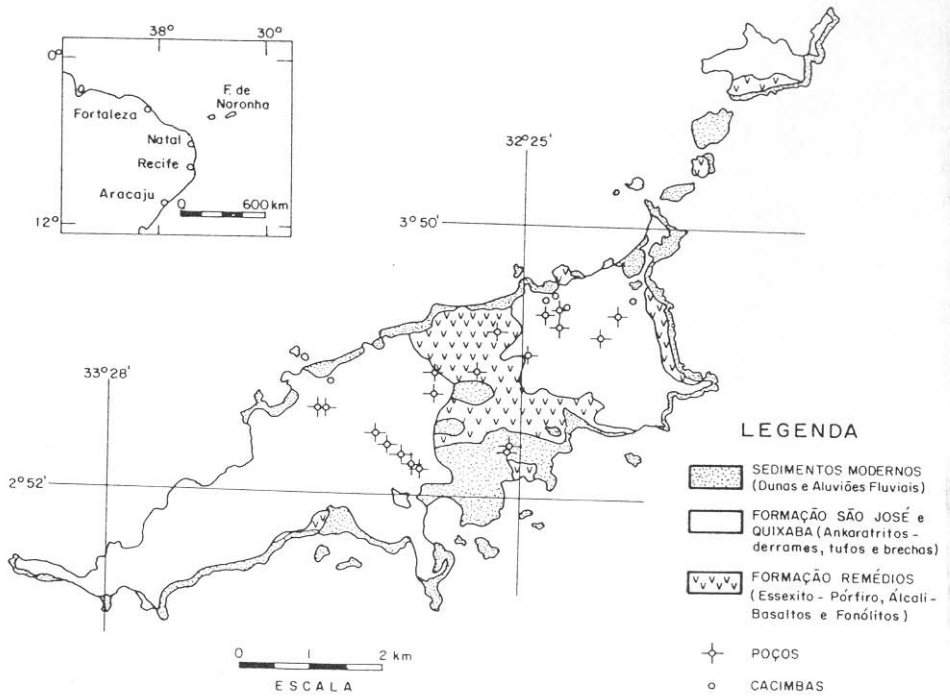 38° 30°
0°
F. de
Noronha
Fortaleza
Natal
Recife
Aracaju
0 600 km
12°
32° 25'
3° 50'
33° 28'
2° 52'
LEGENDA
SEDIMENTOS MODERNOS
(Dunas e Aluviões Fluviais)
FORMAÇÃO SÃO JOSÉ e
QUIXABA (Ankaratritos -
derrames, tufos e brechas)
FORMAÇÃO REMÉDIOS
(Essexito - Pórfiro, Álcali-
Basaltos e Fonólitos)
POÇOS
CACIMBAS
0 1 2 km
ESCALA